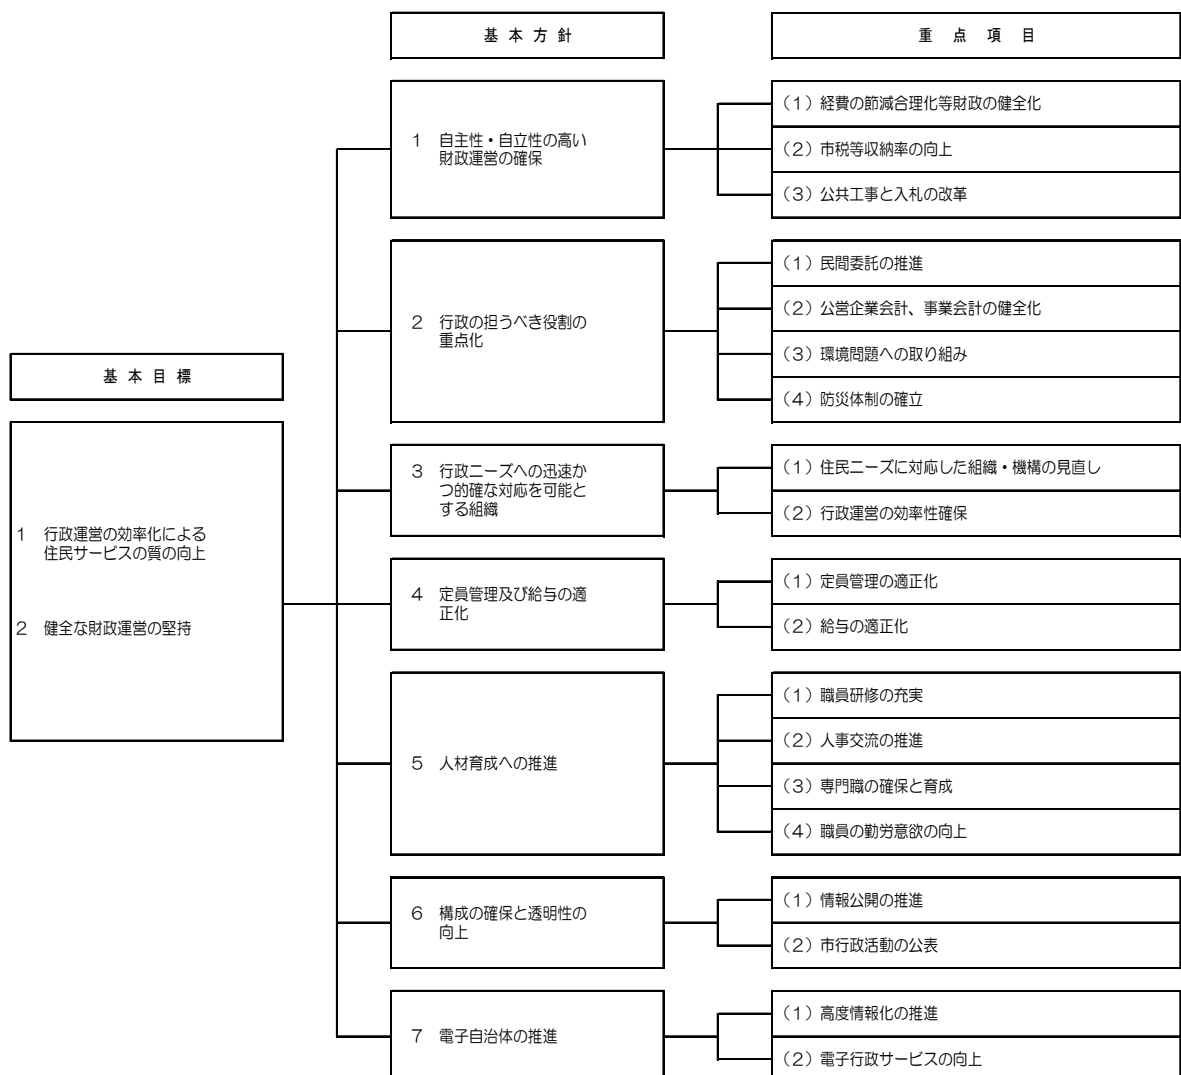 基本方針
重点項目
基本目標
1 行政運営の効率化による
住民サービスの質の向上
2 健全な財政運営の堅持
1 自主性・自立性の高い
財政運営の確保
(1)経費の節減合理化等財政の健全化
(2)市税等収納率の向上
(3)公共工事と入札の改革
2 行政の担うべき役割の
重点化
(1)民間委託の推進
(2)公営企業会計、事業会計の健全化
(3)環境問題への取り組み
(4)防災体制の確立
3 行政ニーズへの迅速か
つ的確な対応を可能と
する組織
(1)住民ニーズに対応した組織・機構の見直し
(2)行政運営の効率性確保
4 定員管理及び給与の適
正化
(1)定員管理の適正化
(2)給与の適正化
5 人材育成への推進
(1)職員研修の充実
(2)人事交流の推進
(3)専門職の確保と育成
(4)職員の勤労意欲の向上
6 構成の確保と透明性の
向上
(1)情報公開の推進
(2)市行政活動の公表
7 電子自治体の推進
(1)高度情報化の推進
(2)電子行政サービスの向上